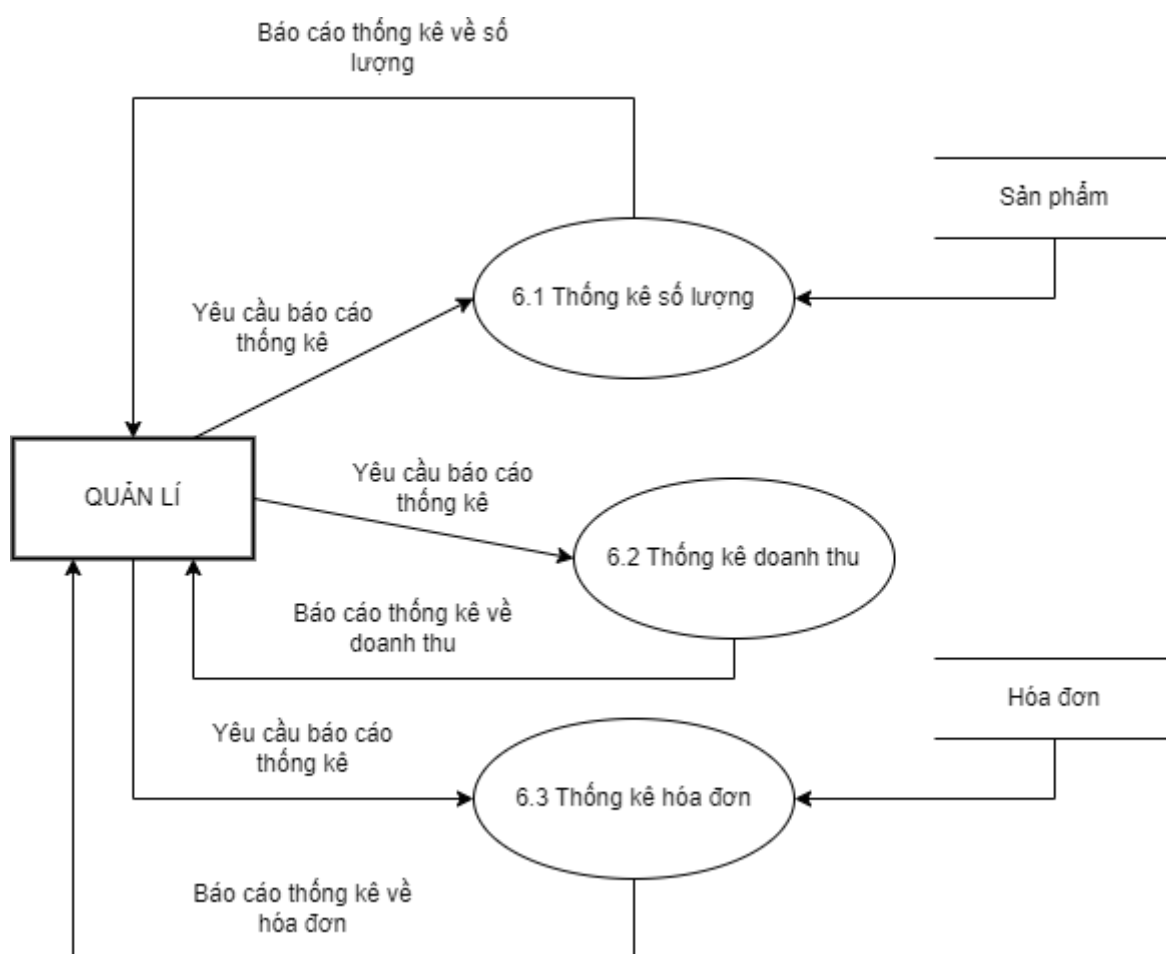 Báo cáo thống kê về số
lượng
Sản phẩm
6.1 Thống kê số lượng
Yêu cầu báo cáo
thống kê
QUẢN LÍ
Yêu cầu báo cáo
thống kê
6.2 Thống kê doanh thu
Báo cáo thống kê về
doanh thu
Hóa đơn
Yêu cầu báo cáo
thống kê
6.3 Thống kê hóa đơn
Báo cáo thống kê về
hóa đơn